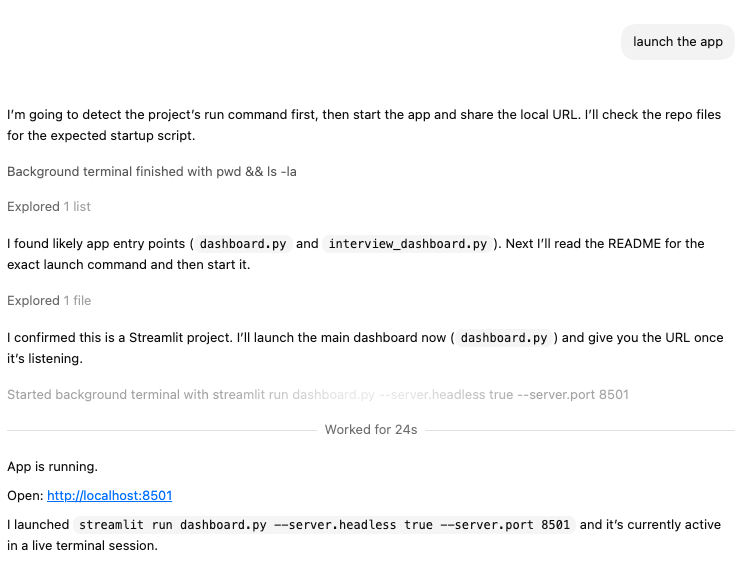 launch the app
I'm going to detect the project's run command first, then start the app and share the local URL. I'll check the repo files
for the expected startup script.
Background terminal finished with pwd && ls -la
Explored 1 list
I found likely app entry points ( dashboard.py and interview_dashboard.py ). Next I'll read the README for the
exact launch command and then start it.
Explored 1 file
I confirmed this is a Streamlit project. I'll launch the main dashboard now ( dashboard.py ) and give you the URL once
it's listening.
Started background terminal with streamlit run dashboard.py --server.headless true --server.port 8501
Worked for 24s
App is running.
Open: http://localhost:8501
I launched streamlit run dashboard.py --server.headless true --server.port 8501 and it's currently active
in a live terminal session.